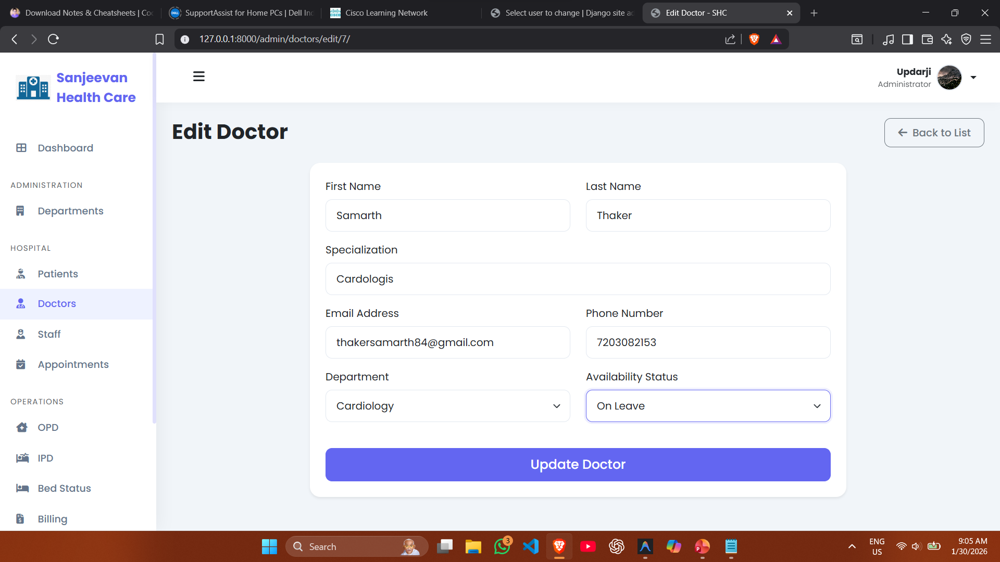 Download Notes & Cheatsheets | Co
SupportAssist for Home PCs | Dell In
Cisco Learning Network
Select user to change | Django site a
Edit Doctor - SHC
127.0.0.1:8000/admin/doctors/edit/7/
Sanjeevan
Health Care
Updarji
Administrator
Edit Doctor
Back to List
Dashboard
ADMINISTRATION
Departments
HOSPITAL
Patients
Doctors
Staff
Appointments
OPERATIONS
OPD
IPD
Bed Status
Billing
First Name
Last Name
Samarth
Thaker
Specialization
Cardologis
Email Address
Phone Number
thakersamarth84@gmail.com
7203082153
Department
Availability Status
Cardiology
On Leave
Update Doctor
Search
3
ENG
US
9:05 AM
1/30/2026